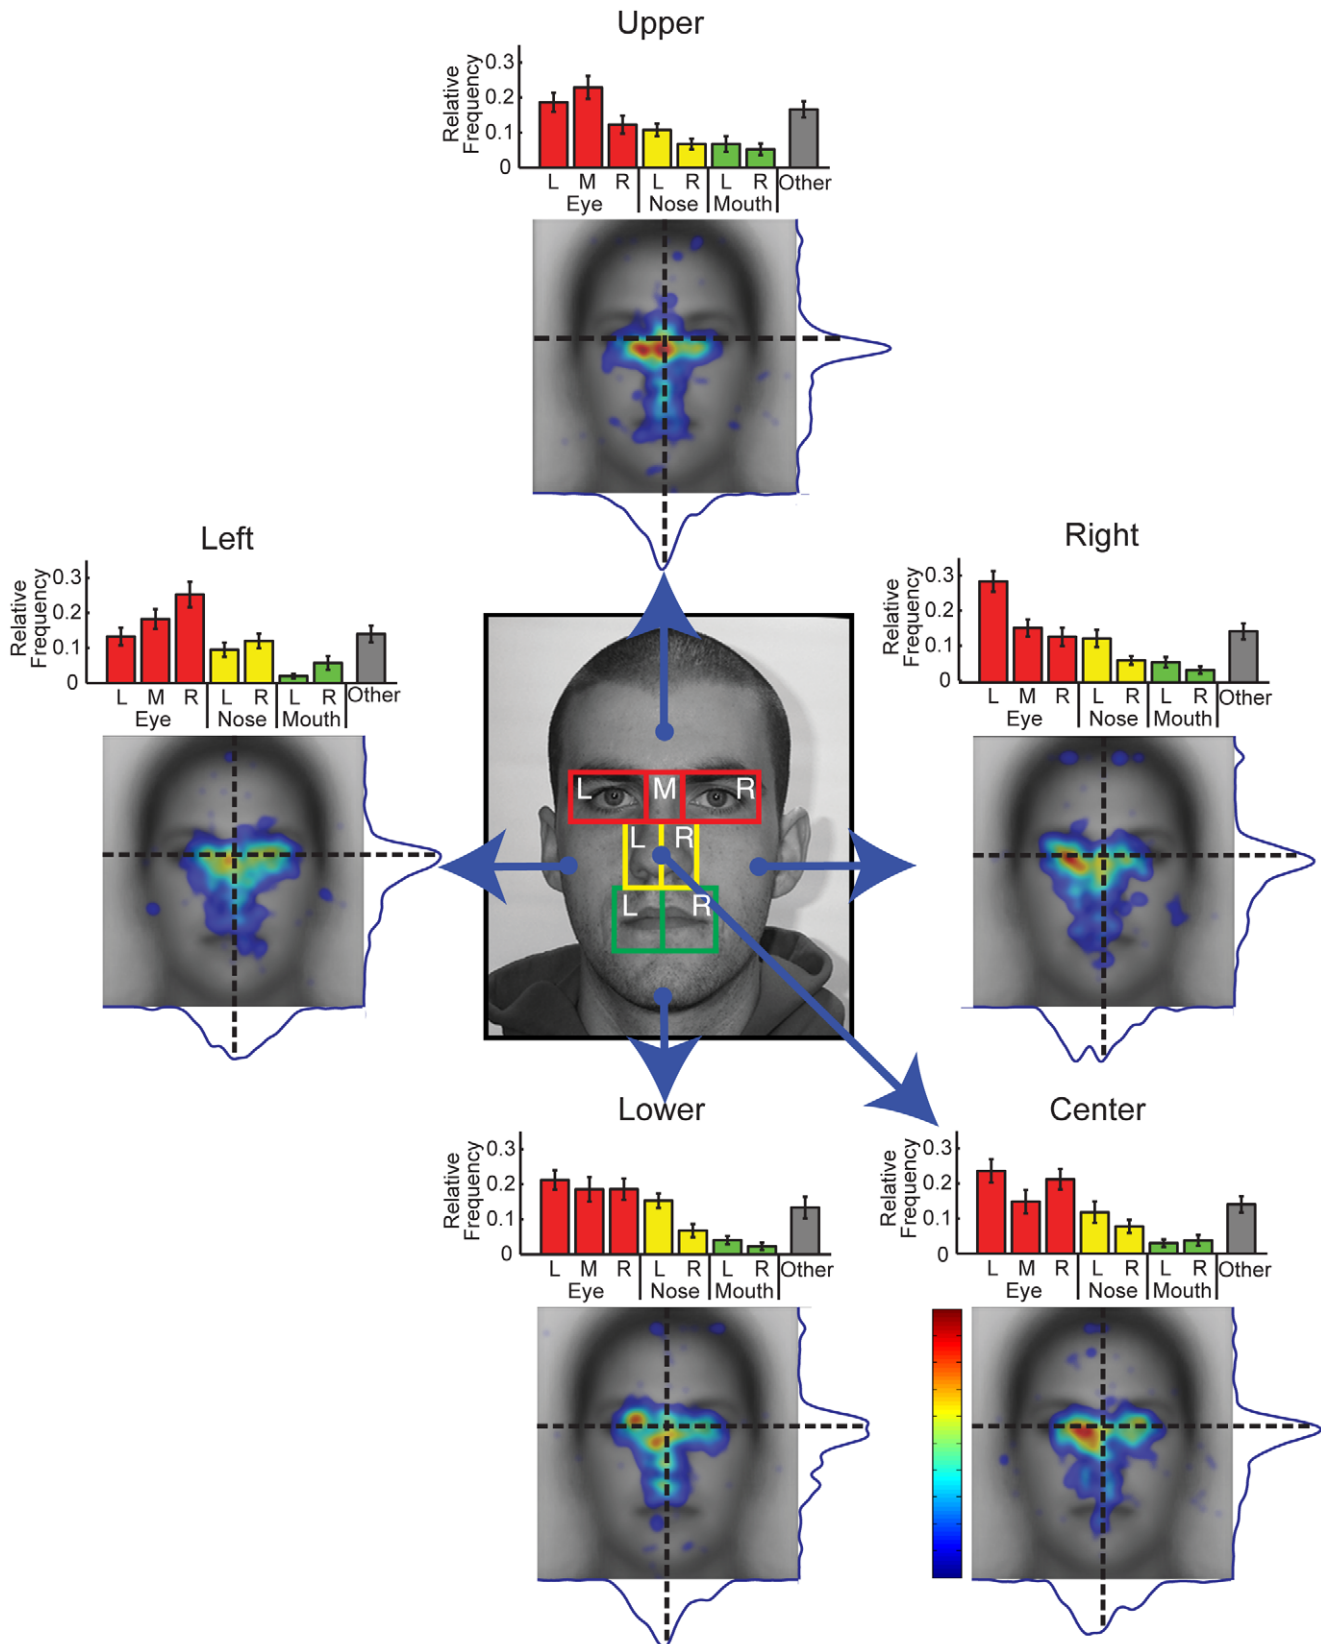 Upper
Relative
Frequency
0.3
0.2
0.1
0
L M R L R L R Other
Eye Nose Mouth
Left
Relative
Frequency
0.3
0.2
0.1
0
L M R L R L R Other
Eye Nose Mouth
Right
Relative
Frequency
0.3
0.2
0.1
0
L M R L R L R Other
Eye Nose Mouth
L M R
L R
L R
Lower
Relative
Frequency
0.3
0.2
0.1
0
L M R L R L R Other
Eye Nose Mouth
Center
Relative
Frequency
0.3
0.2
0.1
0
L M R L R L R Other
Eye Nose Mouth